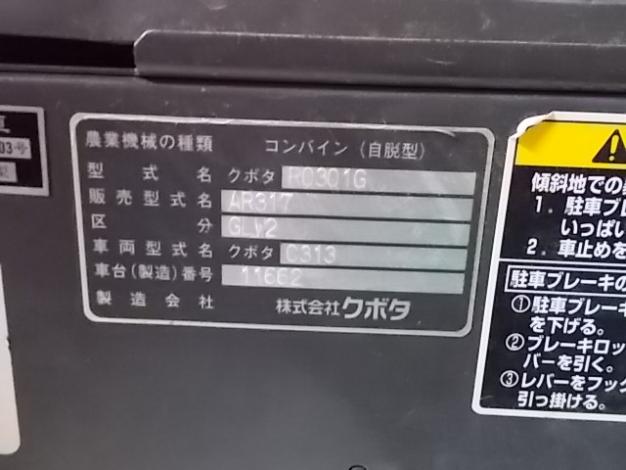 03号
農業機械の種類 コンバイン（自脱型）
型式名 クボタ R0301G
販売型式名 AR317
区分 GLW2
車両型式名 クボタ C313
車台(製造)番号 11662
製造会社 株式会社クボタ
傾斜地での
1. 駐車ブレ
いっぱい
2. 車止めを
駐車ブレーキの
①駐車ブレーキ
を下げる。
②ブレーキロッ
バーを引く。
③レバーをフック
引っ掛ける。